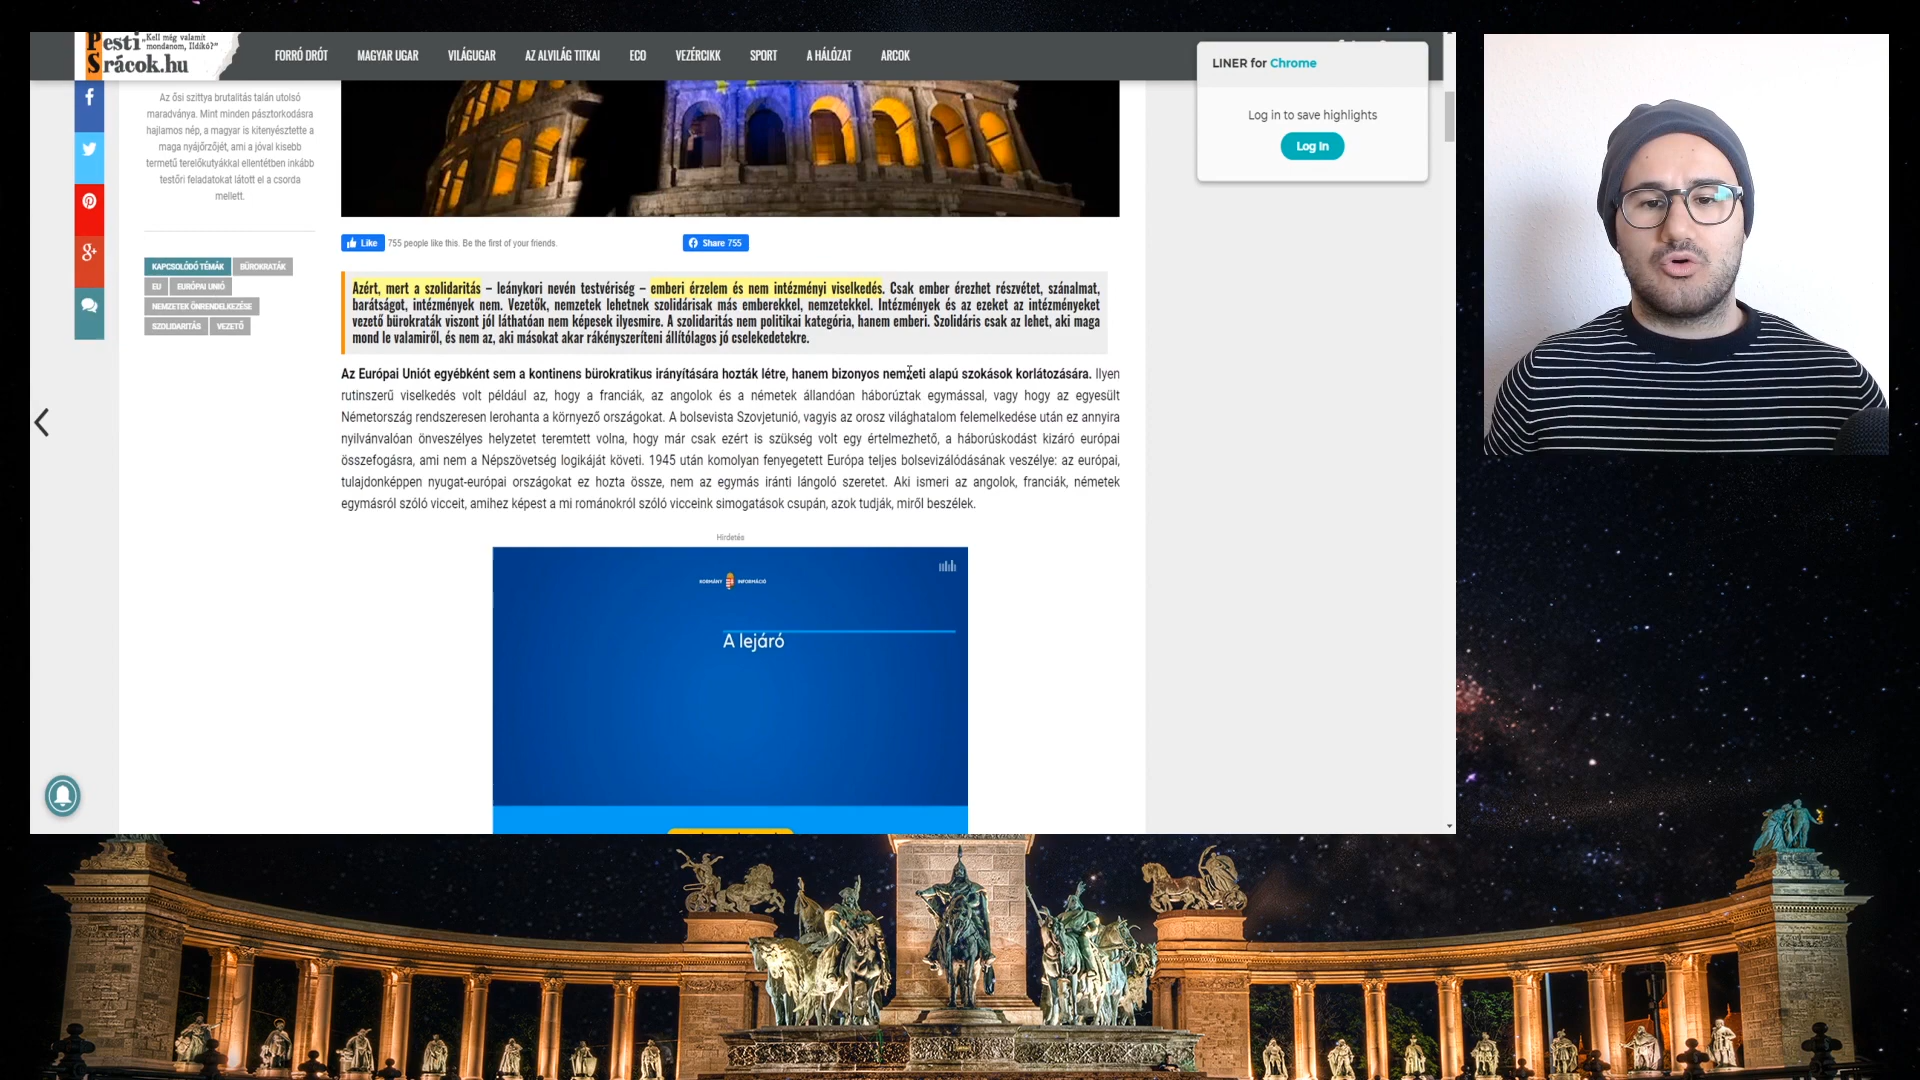 Pesti
Srácok.hu
"Kell még valamit
mondanom, Ildikó?"
FORRÓ DRÓT MAGYAR UGAR VILÁGUGAR AZ ALVILÁG TITKAI ECO VEZÉRCIKK SPORT A HÁLÓZAT ARCOK
LINER for Chrome
Log in to save highlights
Log In
Az ősi szittya brutalitás talán utolsó
maradványa. Mint minden pásztorkodásra
hajlamos nép, a magyar is kitenyésztette a
maga nyájőrzőjét, ami a jóval kisebb
termetű terelőkutyákkal ellentétben inkább
testőri feladatokat látott el a csorda
mellett.
KAPCSOLÓDÓ TÉMÁK BÜROKRATÁK
EU EURÓPAI UNIÓ
NEMZETEK ÖNRENDELKEZÉSE
SZOLIDARITÁS VEZETŐ
Like 755 people like this. Be the first of your friends.
Share 755
Azért, mert a szolidaritás – leánykori nevén testvériség – emberi érzelem és nem intézményi viselkedés. Csak ember érezhet részvétet, szánalmat,
barátságot, intézmények nem. Vezetők, nemzetek lehetnek szolidárisak más emberekkel, nemzetekkel. Intézmények és az ezeket az intézményeket
vezető bürokraták viszont jól láthatóan nem képesek ilyesmire. A szolidaritás nem politikai kategória, hanem emberi. Szolidáris csak az lehet, aki maga
mond le valamiről, és nem az, aki másokat akar rákényszeríteni állítólagos jó cselekedetekre.
Az Európai Uniót egyébként sem a kontinens bürokratikus irányítására hozták létre, hanem bizonyos nemzeti alapú szokások korlátozására. Ilyen
rutinszerű viselkedés volt például az, hogy a franciák, az angolok és a németek állandóan háborúztak egymással, vagy hogy az egyesült
Németország rendszeresen lerohanta a környező országokat. A bolsevista Szovjetunió, vagyis az orosz világhatalom felemelkedése után ez annyira
nyilvánvalóan önveszélyes helyzetet teremtett volna, hogy már csak ezért is szükség volt egy értelmezhető, a háborúskodást kizáró európai
összefogásra, ami nem a Népszövetség logikáját követi. 1945 után komolyan fenyegetett Európa teljes bolsevizálódásának veszélye: az európai,
tulajdonképpen nyugat-európai országokat ez hozta össze, nem az egymás iránti lángoló szeretet. Aki ismeri az angolok, franciák, németek
egymásról szóló vicceit, amihez képest a mi románokról szóló vicceink simogatások csupán, azok tudják, miről beszélek.
Hirdetés
KORMÁNY INFORMÁCIÓ
A lejáró